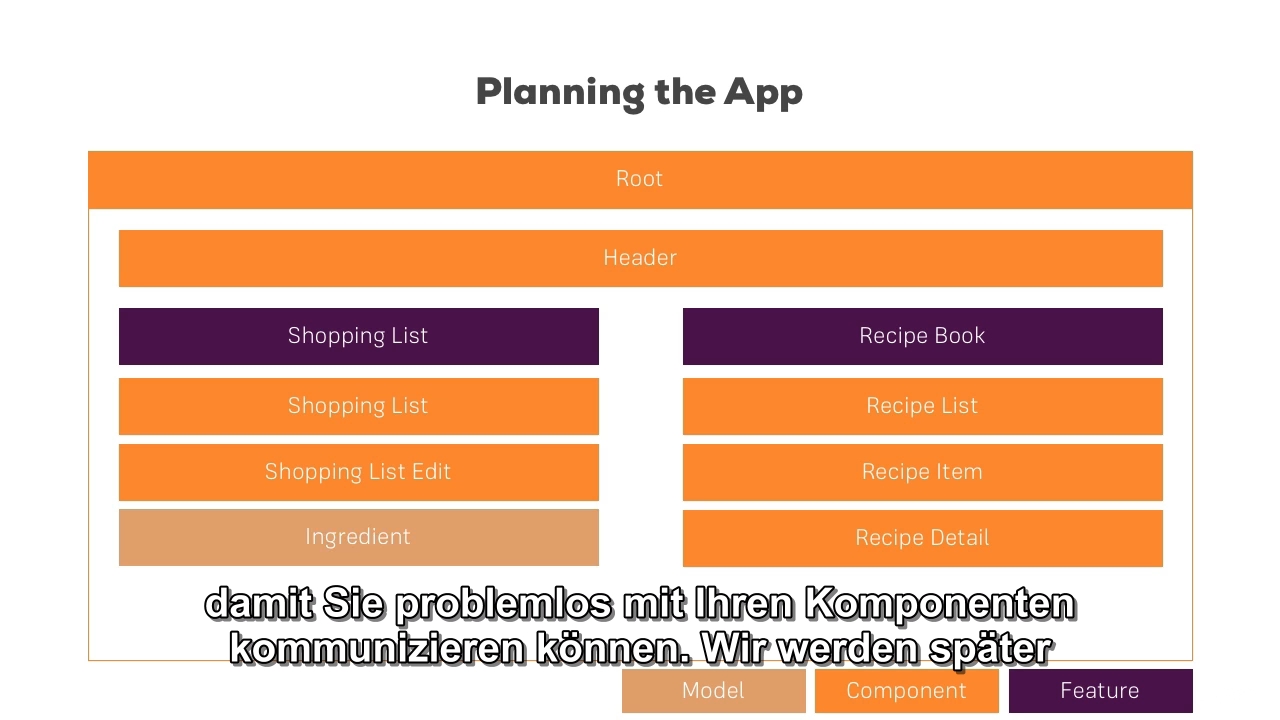 Planning the App
Root
Header
Shopping List
Recipe Book
Shopping List
Recipe List
Shopping List Edit
Recipe Item
Ingredient
Recipe Detail
damit Sie problemlos mit Ihren Komponenten
kommunizieren können. Wir werden später
Model
Component
Feature